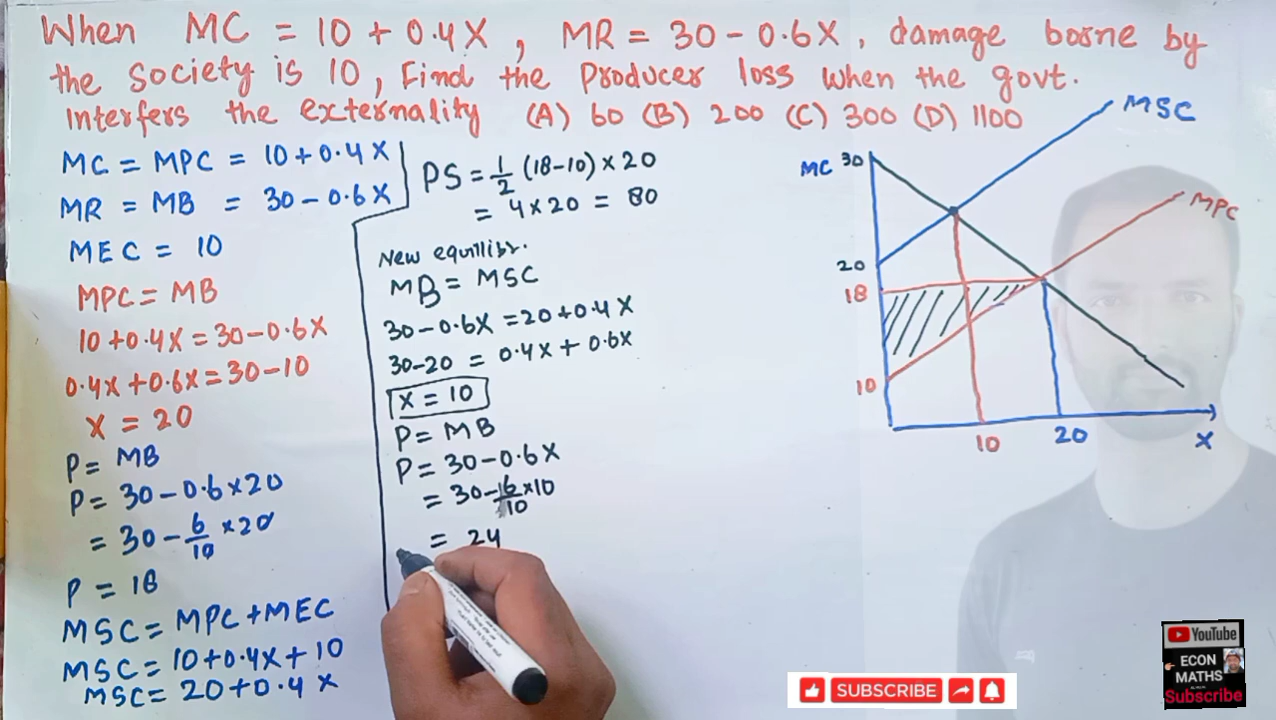 When MC = 10 + 0.4X , MR = 30 - 0.6X , damage borne by
the Society is 10 , Find the Producer loss when the govt.
Interfers the externality (A) 60 (B) 200 (C) 300 (D) 1100
MC = MPC = 10 + 0.4X
MR = MB = 30 - 0.6X
MEC = 10
MPC = MB
10 + 0.4X = 30 - 0.6X
0.4X + 0.6X = 30 - 10
X = 20
P = MB
P = 30 - 0.6 × 20
= 30 - 6/10 × 20
P = 18
MSC = MPC + MEC
MSC = 10 + 0.4X + 10
MSC = 20 + 0.4 X
PS = 1/2 (18-10) × 20
= 4 × 20 = 80
New equillibr.
MB = MSC
30 - 0.6X = 20 + 0.4 X
30 - 20 = 0.4X + 0.6X
X = 10
P = MB
P = 30 - 0.6 X
= 30 - 6/10 × 10
= 24
MSC
MC 30
MPC
20
18
10
10 20 X
YouTube
ECON
MATHS
Subscribe
SUBSCRIBE